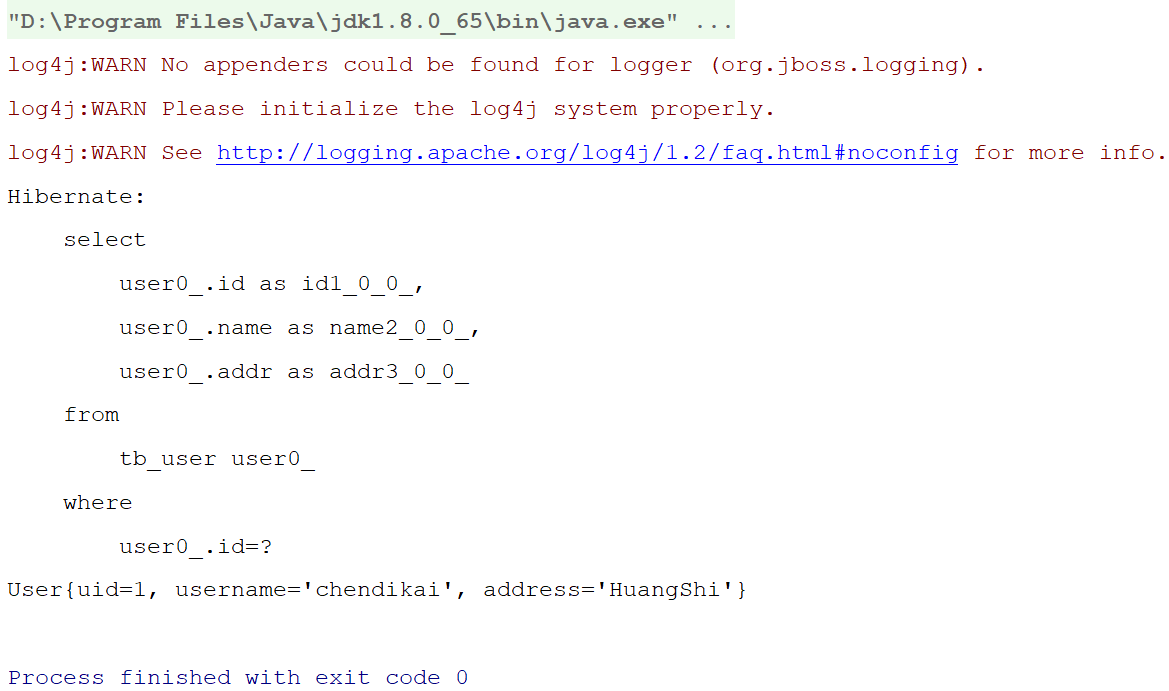 "D:\Program Files\Java\jdk1.8.0_65\bin\java.exe" ...
log4j:WARN No appenders could be found for logger (org.jboss.logging).
log4j:WARN Please initialize the log4j system properly.
log4j:WARN See http://logging.apache.org/log4j/1.2/faq.html#noconfig for more info.
Hibernate:
    select
        user0_.id as id1_0_0_,
        user0_.name as name2_0_0_,
        user0_.addr as addr3_0_0_
    from
        tb_user user0_
    where
        user0_.id=?
User{uid=1, username='chendikai', address='HuangShi'}
Process finished with exit code 0